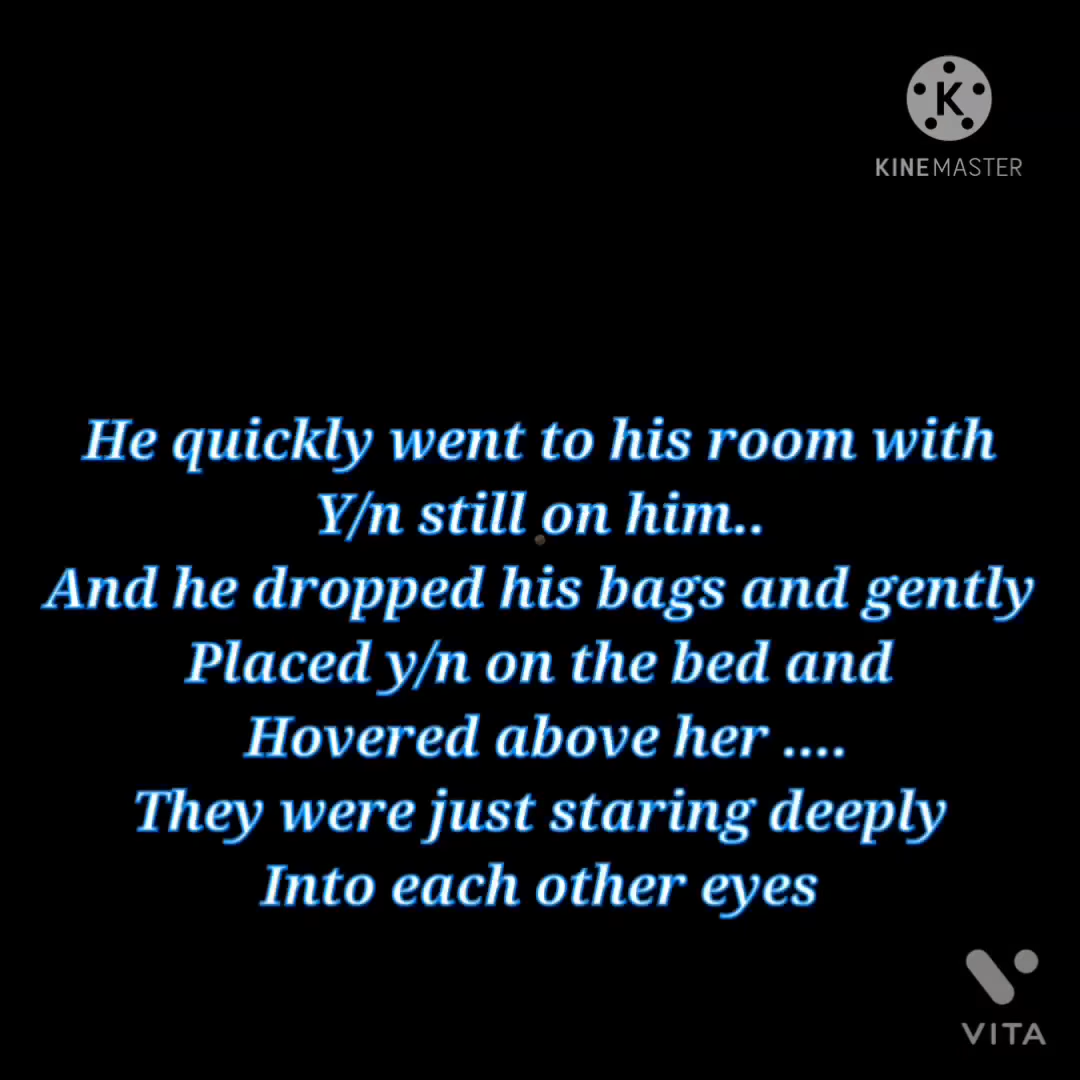 K
KINEMASTER
He quickly went to his room with
Y/n still on him..
And he dropped his bags and gently
Placed y/n on the bed and
Hovered above her ....
They were just staring deeply
Into each other eyes
VITA